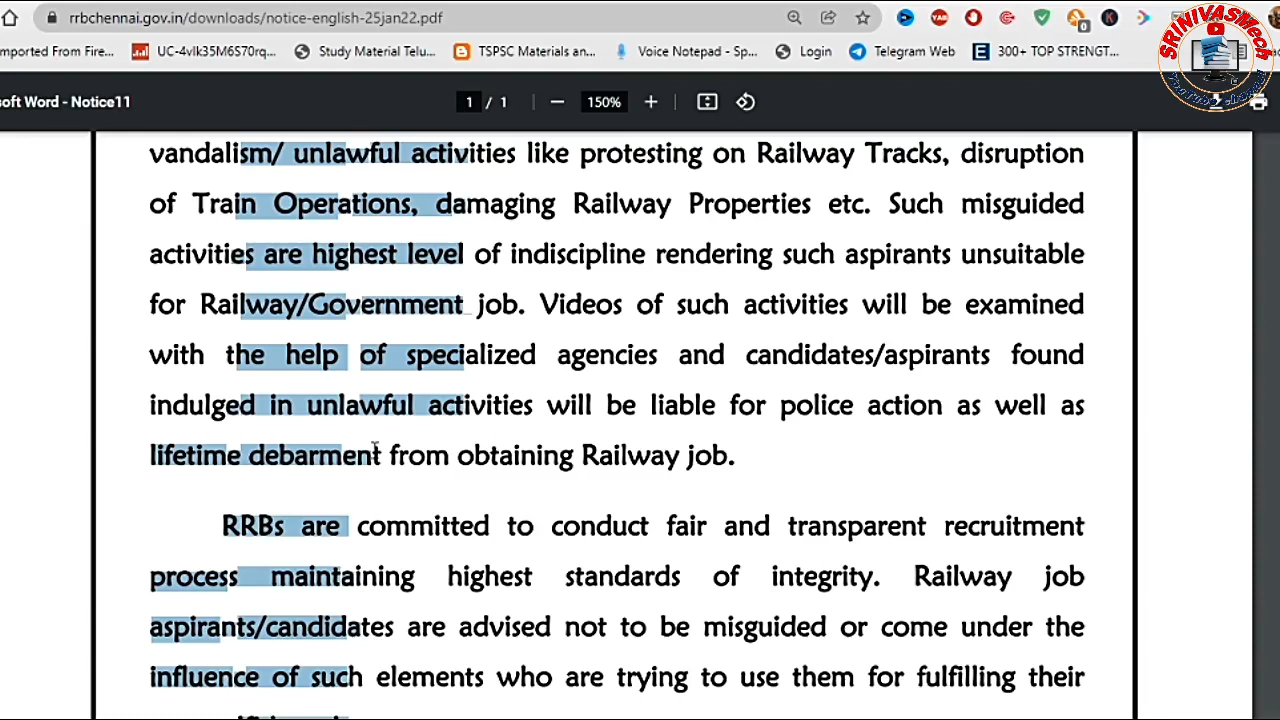 rrbchennai.gov.in/downloads/notice-english-25jan22.pdf
mported From Fire... UC-4vlk35M6S70rq... Study Material Telu... TSPSC Materials an... Voice Notepad - Sp... Login Telegram Web 300+ TOP STRENGT...
SRINIVASMech
soft Word - Notice11 1 / 1 150%
vandalism/ unlawful activities like protesting on Railway Tracks, disruption
of Train Operations, damaging Railway Properties etc. Such misguided
activities are highest level of indiscipline rendering such aspirants unsuitable
for Railway/Government job. Videos of such activities will be examined
with the help of specialized agencies and candidates/aspirants found
indulged in unlawful activities will be liable for police action as well as
lifetime debarment from obtaining Railway job.
RRBs are committed to conduct fair and transparent recruitment
process maintaining highest standards of integrity. Railway job
aspirants/candidates are advised not to be misguided or come under the
influence of such elements who are trying to use them for fulfilling their